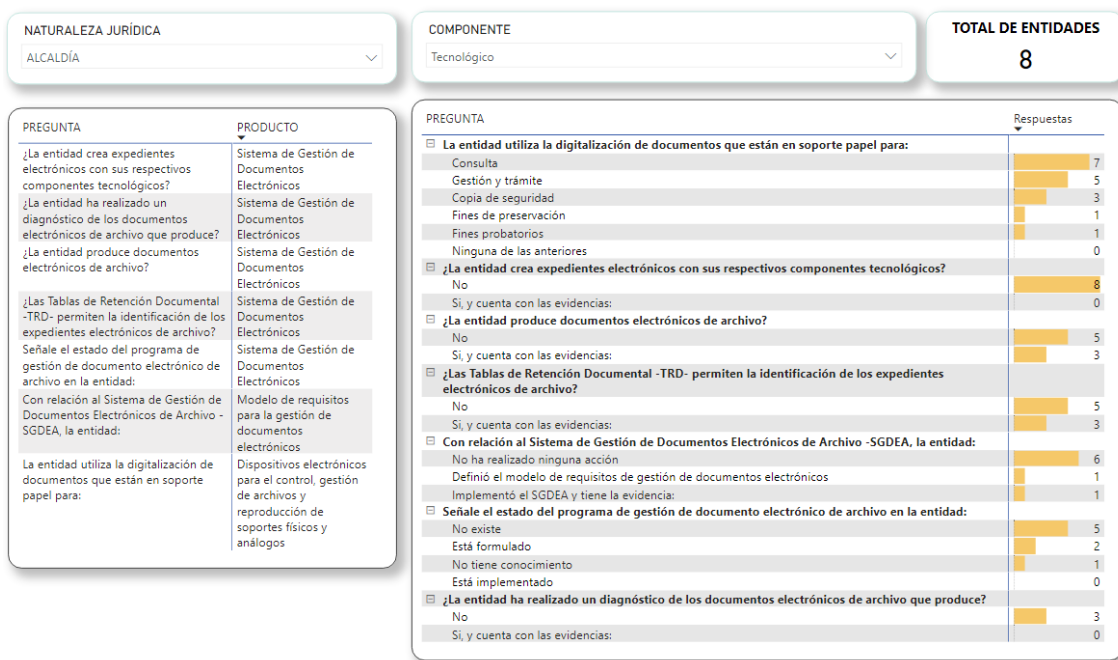 NATURALEZA JURÍDICA
ALCALDÍA
COMPONENTE
Tecnológico
TOTAL DE ENTIDADES
8
PREGUNTA PRODUCTO
¿La entidad crea expedientes Sistema de Gestión de
electrónicos con sus respectivos Documentos
componentes tecnológicos? Electrónicos
¿La entidad ha realizado un Sistema de Gestión de
diagnóstico de los documentos Documentos
electrónicos de archivo que produce? Electrónicos
¿La entidad produce documentos Sistema de Gestión de
electrónicos de archivo? Documentos
Electrónicos
¿Las Tablas de Retención Documental Sistema de Gestión de
-TRD- permiten la identificación de los Documentos
expedientes electrónicos de archivo? Electrónicos
Señale el estado del programa de Sistema de Gestión de
gestión de documento electrónico de Documentos
archivo en la entidad: Electrónicos
Con relación al Sistema de Gestión de Modelo de requisitos
Documentos Electrónicos de Archivo - para la gestión de
SGDEA, la entidad: documentos
electrónicos
La entidad utiliza la digitalización de Dispositivos electrónicos
documentos que están en soporte para el control, gestión
papel para: de archivos y
reproducción de
soportes físicos y
análogos
PREGUNTA Respuestas
La entidad utiliza la digitalización de documentos que están en soporte papel para:
Consulta 7
Gestión y trámite 5
Copia de seguridad 3
Fines de preservación 1
Fines probatorios 1
Ninguna de las anteriores 0
¿La entidad crea expedientes electrónicos con sus respectivos componentes tecnológicos?
No 8
Si, y cuenta con las evidencias: 0
¿La entidad produce documentos electrónicos de archivo?
No 5
Si, y cuenta con las evidencias: 3
¿Las Tablas de Retención Documental -TRD- permiten la identificación de los expedientes
electrónicos de archivo?
No 5
Si, y cuenta con las evidencias: 3
Con relación al Sistema de Gestión de Documentos Electrónicos de Archivo -SGDEA, la entidad:
No ha realizado ninguna acción 6
Definió el modelo de requisitos de gestión de documentos electrónicos 1
Implementó el SGDEA y tiene la evidencia: 1
Señale el estado del programa de gestión de documento electrónico de archivo en la entidad:
No existe 5
Está formulado 2
No tiene conocimiento 1
Está implementado 0
¿La entidad ha realizado un diagnóstico de los documentos electrónicos de archivo que produce?
No 3
Si, y cuenta con las evidencias: 0